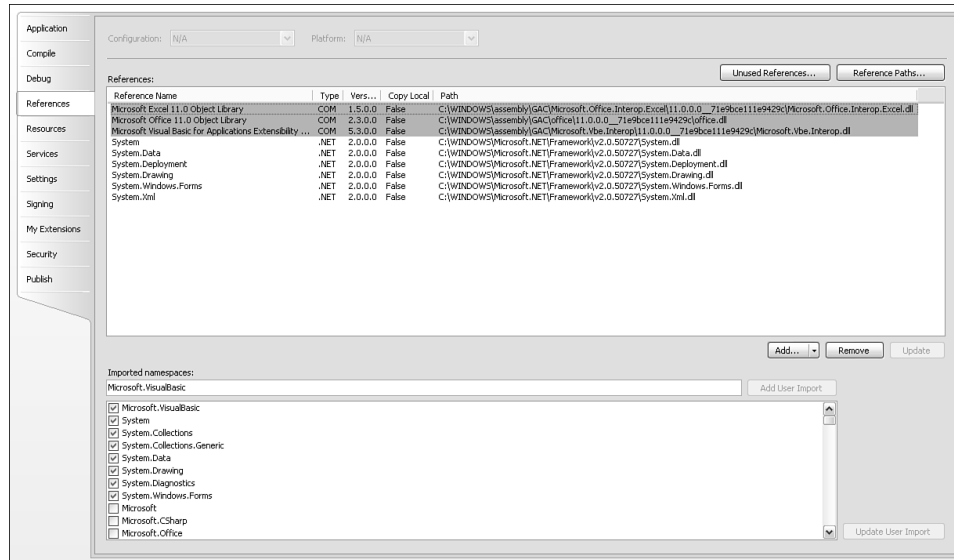 Application
Compile
Debug
References
Resources
Services
Settings
Signing
My Extensions
Security
Publish
Configuration: N/A Platform: N/A
References: Unused References... Reference Paths...
Reference Name Type Vers... Copy Local Path
Microsoft Excel 11.0 Object Library COM 1.5.0.0 False C:\WINDOWS\assembly\GAC\Microsoft.Office.Interop.Excel\11.0.0.0__71e9bce111e9429c\Microsoft.Office.Interop.Excel.dll
Microsoft Office 11.0 Object Library COM 2.3.0.0 False C:\WINDOWS\assembly\GAC\office\11.0.0.0__71e9bce111e9429c\office.dll
Microsoft Visual Basic for Applications Extensibility ... COM 5.3.0.0 False C:\WINDOWS\assembly\GAC\Microsoft.Vbe.Interop\11.0.0.0__71e9bce111e9429c\Microsoft.Vbe.Interop.dll
System .NET 2.0.0.0 False C:\WINDOWS\Microsoft.NET\Framework\v2.0.50727\System.dll
System.Data .NET 2.0.0.0 False C:\WINDOWS\Microsoft.NET\Framework\v2.0.50727\System.Data.dll
System.Deployment .NET 2.0.0.0 False C:\WINDOWS\Microsoft.NET\Framework\v2.0.50727\System.Deployment.dll
System.Drawing .NET 2.0.0.0 False C:\WINDOWS\Microsoft.NET\Framework\v2.0.50727\System.Drawing.dll
System.Windows.Forms .NET 2.0.0.0 False C:\WINDOWS\Microsoft.NET\Framework\v2.0.50727\System.Windows.Forms.dll
System.Xml .NET 2.0.0.0 False C:\WINDOWS\Microsoft.NET\Framework\v2.0.50727\System.Xml.dll
Add... Remove Update
Imported namespaces:
Microsoft.VisualBasic Add User Import
Microsoft.VisualBasic
System
System.Collections
System.Collections.Generic
System.Data
System.Drawing
System.Diagnostics
System.Windows.Forms
Microsoft
Microsoft.CSharp
Microsoft.Office
Update User Import